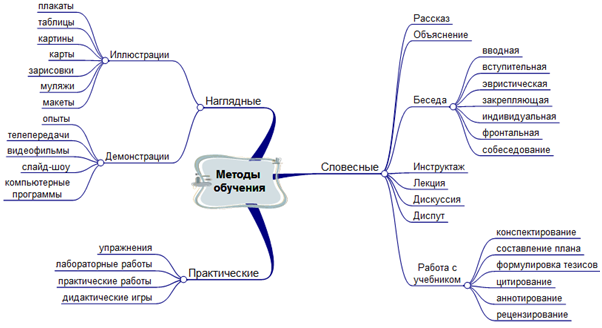 Методы
обучения
Наглядные
Иллюстрации
плакаты
таблицы
картины
карты
зарисовки
муляжи
макеты
Демонстрации
опыты
телепередачи
видеофильмы
слайд-шоу
компьютерные
программы
Практические
упражнения
лабораторные работы
практические работы
дидактические игры
Словесные
Рассказ
Объяснение
Беседа
вводная
вступительная
эвристическая
закрепляющая
индивидуальная
фронтальная
собеседование
Инструктаж
Лекция
Дискуссия
Диспут
Работа с
учебником
конспектирование
составление плана
формулировка тезисов
цитирование
аннотирование
рецензирование